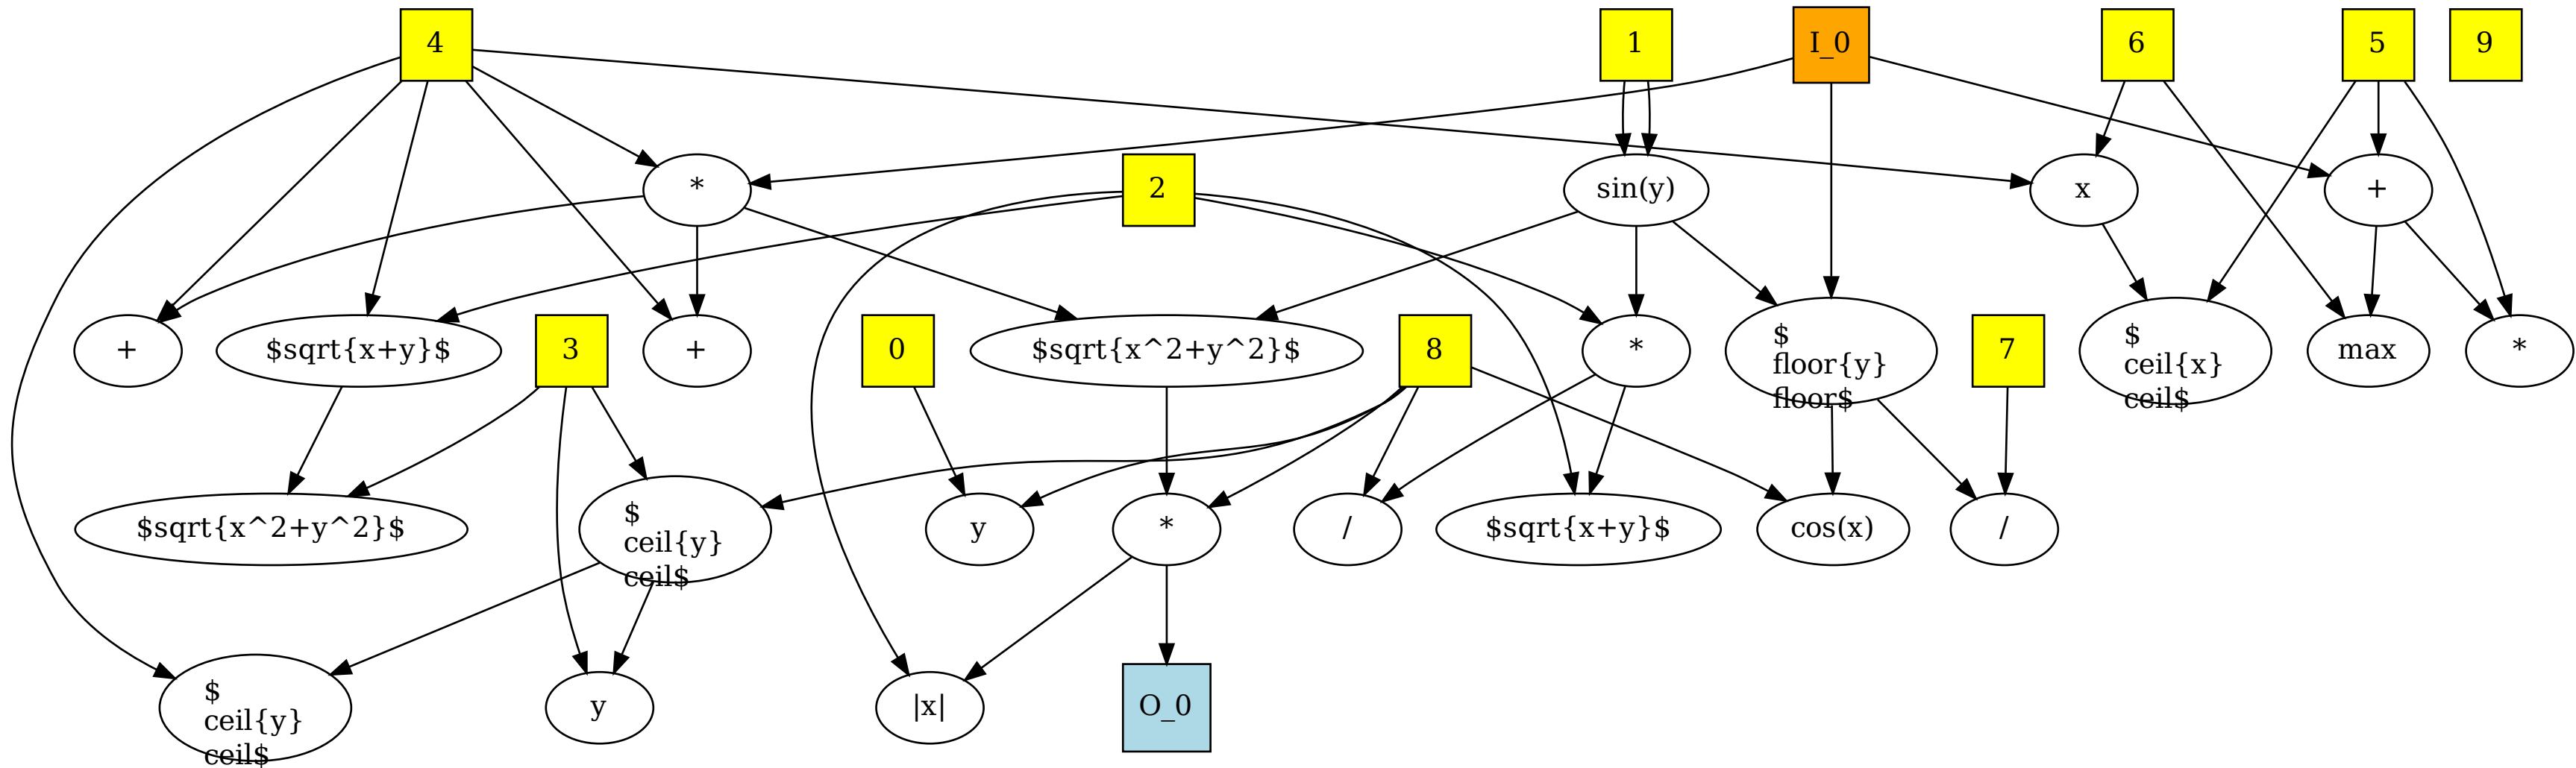 4
1
I_0
6
5
9
*
2
sin(y)
x
+
+
$sqrt{x+y}$
3
+
0
$sqrt{x^2+y^2}$
8
*
$
floor{y}
floor$
7
$
ceil{x}
ceil$
max
*
$sqrt{x^2+y^2}$
$
ceil{y}
ceil$
y
*
/
$sqrt{x+y}$
cos(x)
/
$
ceil{y}
ceil$
y
|x|
O_0